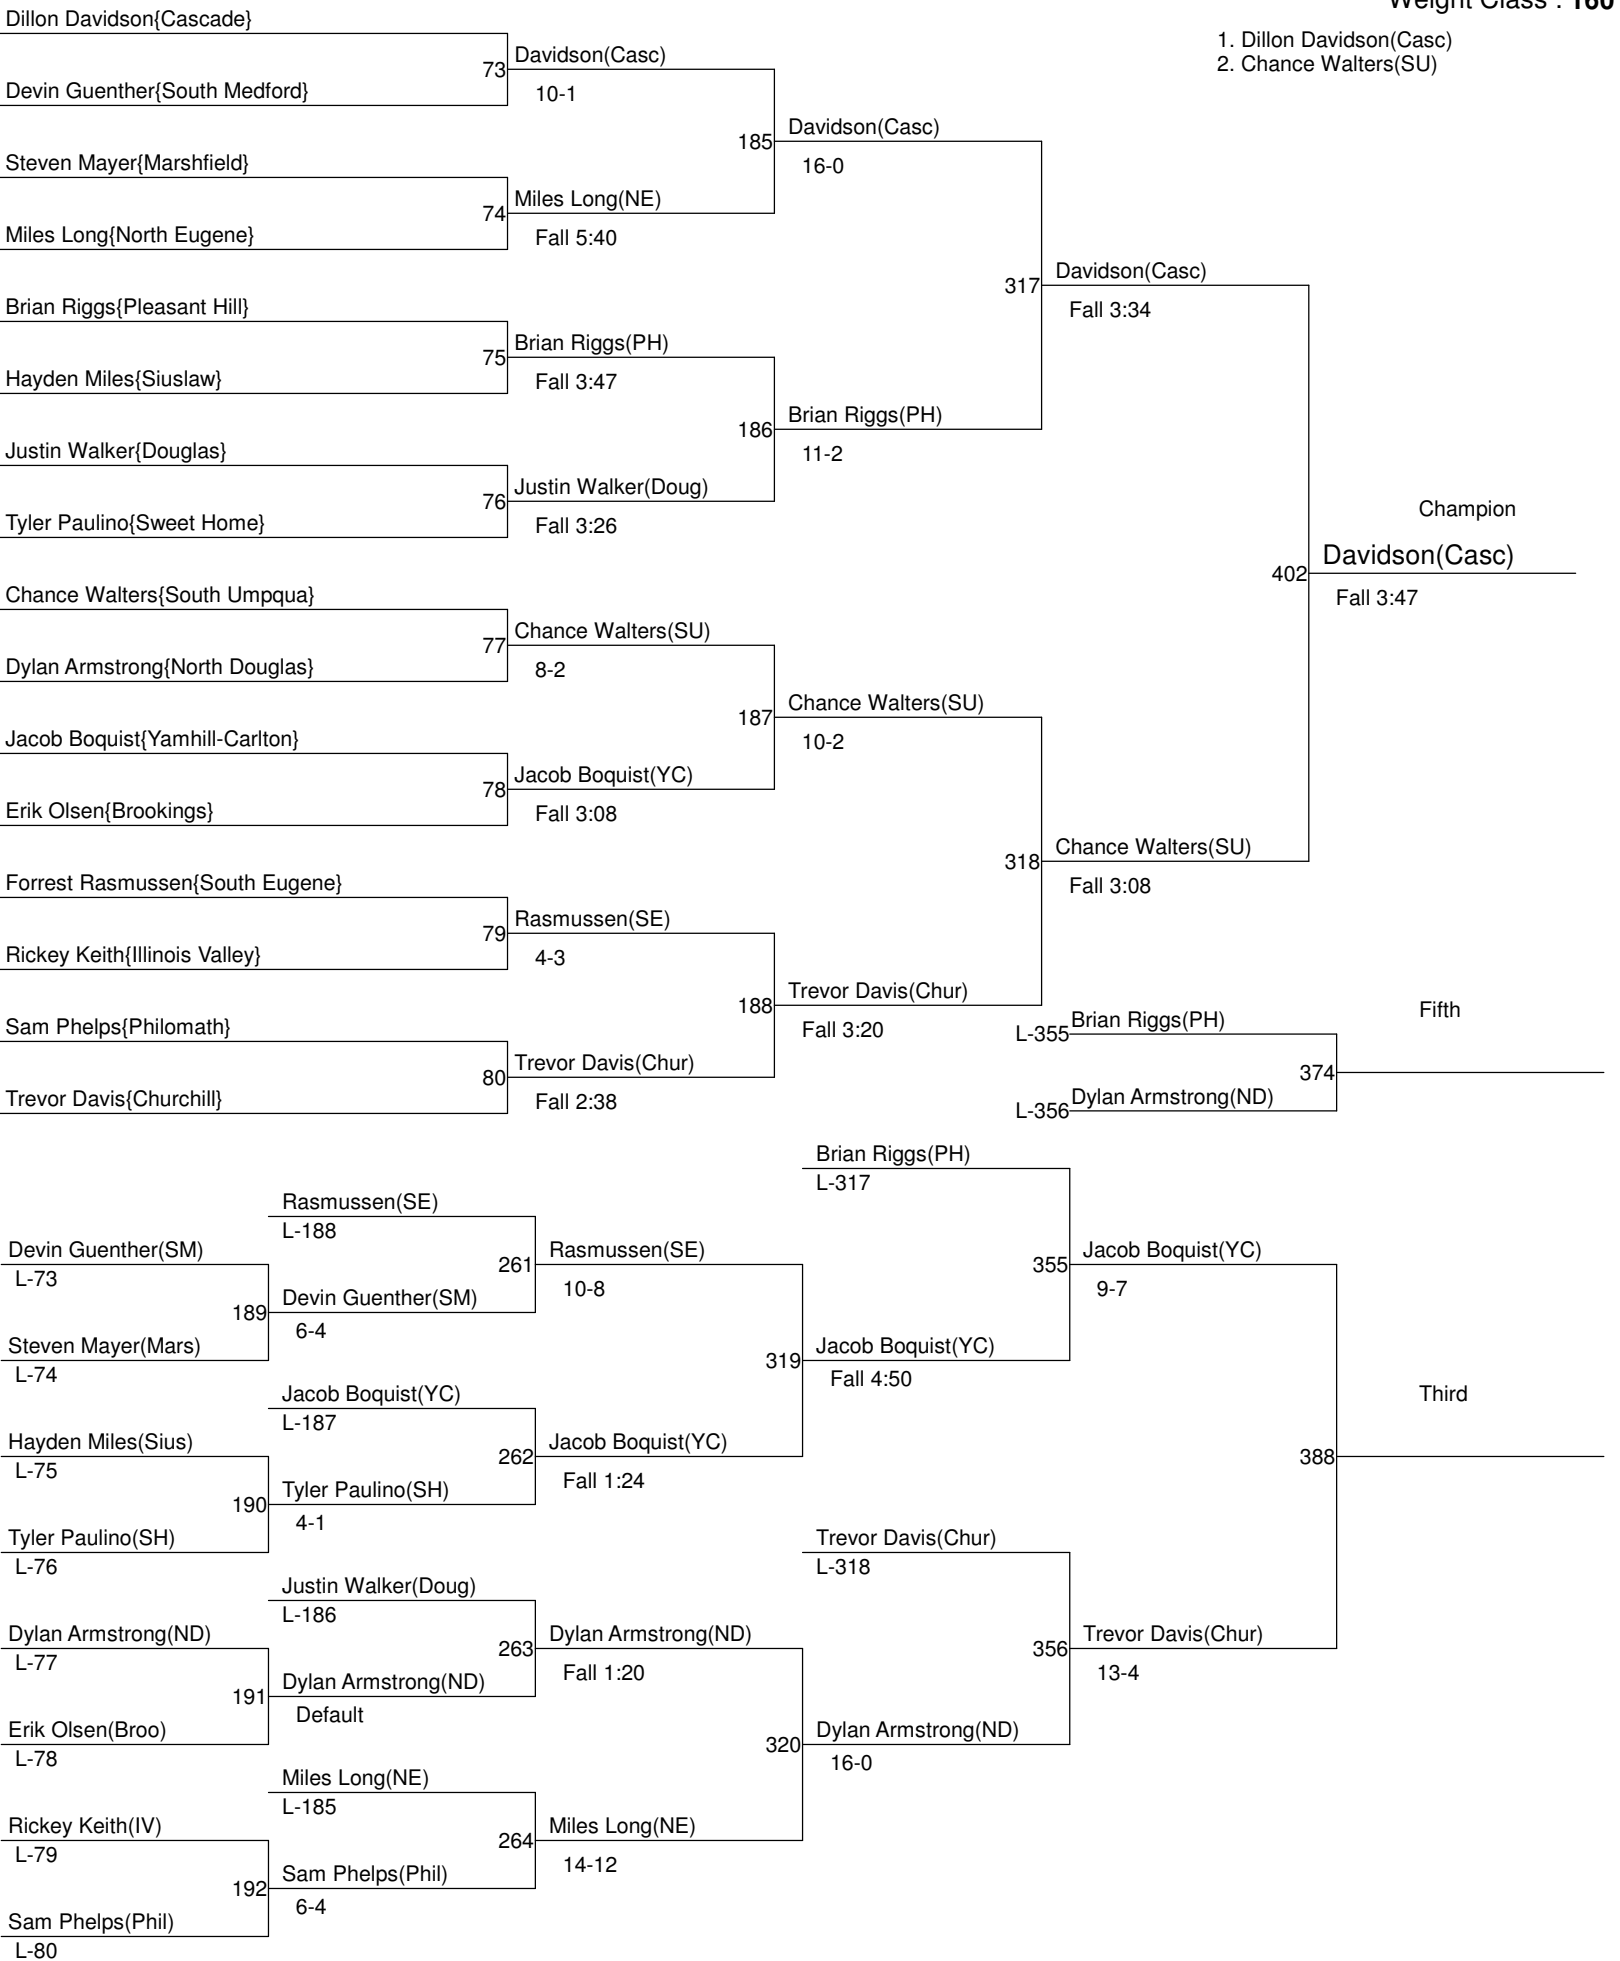 Weight Class : 160
1. Dillon Davidson(Casc)
2. Chance Walters(SU)
Dillon Davidson{Cascade}
73
Devin Guenther{South Medford}
Davidson(Casc)
10-1
Steven Mayer{Marshfield}
74
Miles Long{North Eugene}
Miles Long(NE)
Fall 5:40
185
Davidson(Casc)
16-0
Brian Riggs{Pleasant Hill}
75
Hayden Miles{Siuslaw}
Brian Riggs(PH)
Fall 3:47
Justin Walker{Douglas}
76
Tyler Paulino{Sweet Home}
Justin Walker(Doug)
Fall 3:26
186
Brian Riggs(PH)
11-2
317
Davidson(Casc)
Fall 3:34
Chance Walters{South Umpqua}
77
Dylan Armstrong{North Douglas}
Chance Walters(SU)
8-2
Jacob Boquist{Yamhill-Carlton}
78
Erik Olsen{Brookings}
Jacob Boquist(YC)
Fall 3:08
187
Chance Walters(SU)
10-2
Forrest Rasmussen{South Eugene}
79
Rickey Keith{Illinois Valley}
Rasmussen(SE)
4-3
Sam Phelps{Philomath}
80
Trevor Davis{Churchill}
Trevor Davis(Chur)
Fall 2:38
188
Trevor Davis(Chur)
Fall 3:20
318
Chance Walters(SU)
Fall 3:08
402
Champion
Davidson(Casc)
Fall 3:47
Fifth
L-355
Brian Riggs(PH)
374
L-356
Dylan Armstrong(ND)
Devin Guenther(SM)
L-73
189
Steven Mayer(Mars)
L-74
Rasmussen(SE)
L-188
261
Devin Guenther(SM)
6-4
Rasmussen(SE)
10-8
Hayden Miles(Sius)
L-75
190
Tyler Paulino(SH)
L-76
Jacob Boquist(YC)
L-187
262
Tyler Paulino(SH)
4-1
Jacob Boquist(YC)
Fall 1:24
Brian Riggs(PH)
L-317
319
Jacob Boquist(YC)
Fall 4:50
355
Jacob Boquist(YC)
9-7
Dylan Armstrong(ND)
L-77
191
Erik Olsen(Broo)
L-78
Justin Walker(Doug)
L-186
263
Dylan Armstrong(ND)
Default
Dylan Armstrong(ND)
Fall 1:20
Rickey Keith(IV)
L-79
192
Sam Phelps(Phil)
L-80
Miles Long(NE)
L-185
264
Sam Phelps(Phil)
6-4
Miles Long(NE)
14-12
Trevor Davis(Chur)
L-318
320
Dylan Armstrong(ND)
16-0
356
Trevor Davis(Chur)
13-4
388
Third